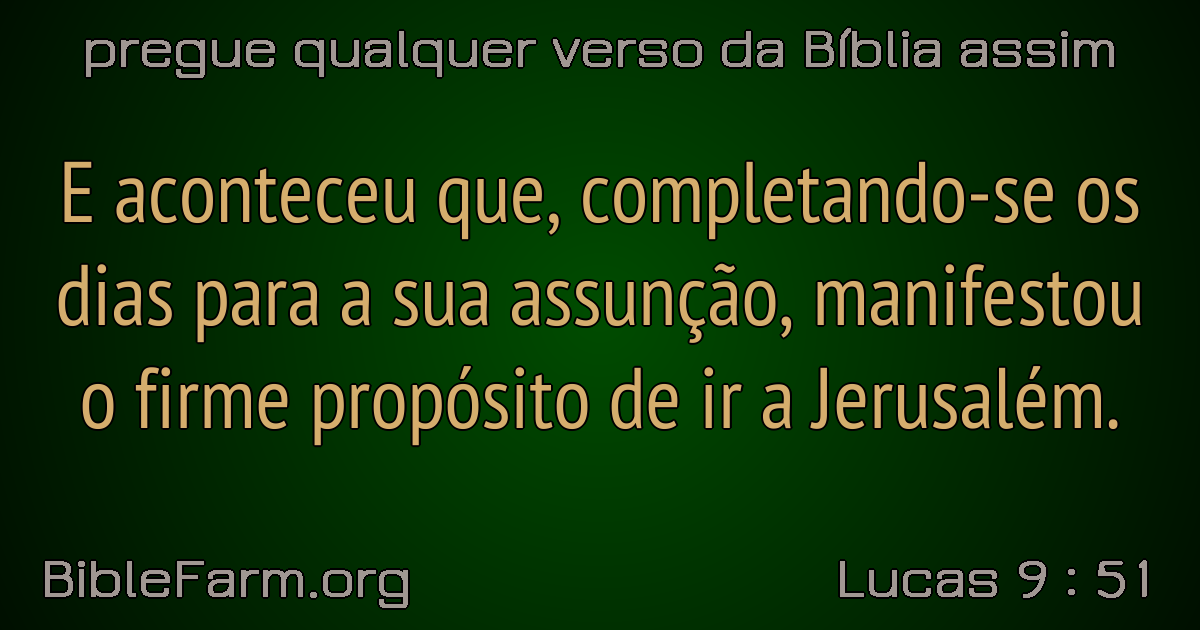 pregue qualquer verso da Bíblia assim
E aconteceu que, completando-se os
dias para a sua assunção, manifestou
o firme propósito de ir a Jerusalém.
BibleFarm.org
Lucas 9 : 51